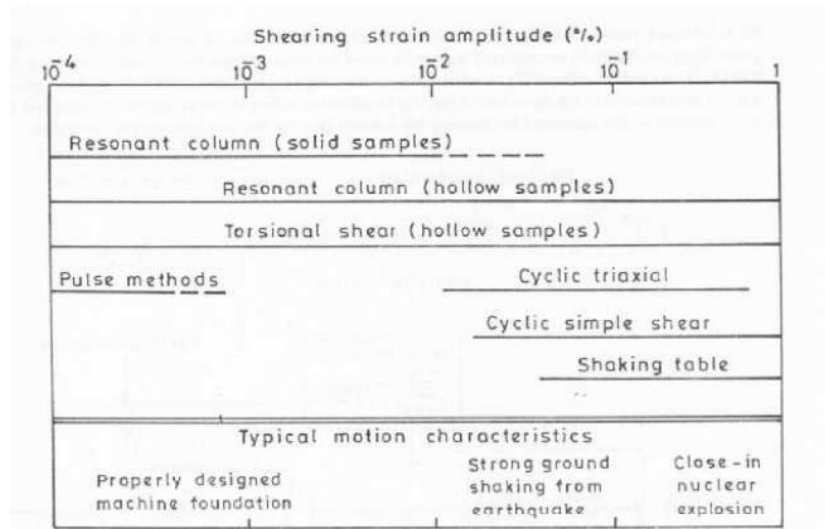 Shearing strain amplitude (%)
10⁻⁴ 10⁻³ 10⁻² 10⁻¹ 1
Resonant column (solid samples)
Resonant column (hollow samples)
Torsional shear (hollow samples)
Pulse methods
Cyclic triaxial
Cyclic simple shear
Shaking table
Typical motion characteristics
Properly designed
machine foundation
Strong ground
shaking from
earthquake
Close-in
nuclear
explosion